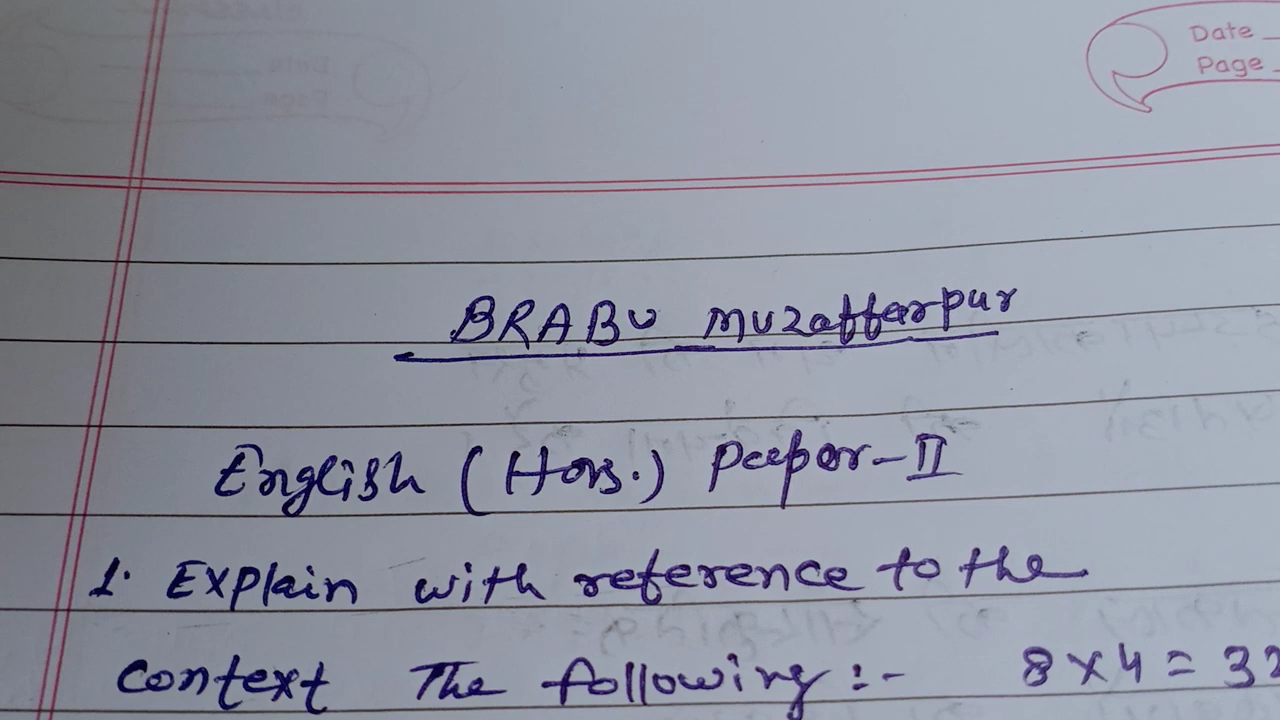 Date
Page
BRABU Muzaffarpur
English (Hons.) Paper-II
1. Explain with reference to the
context The following :- 8 x 4 = 32